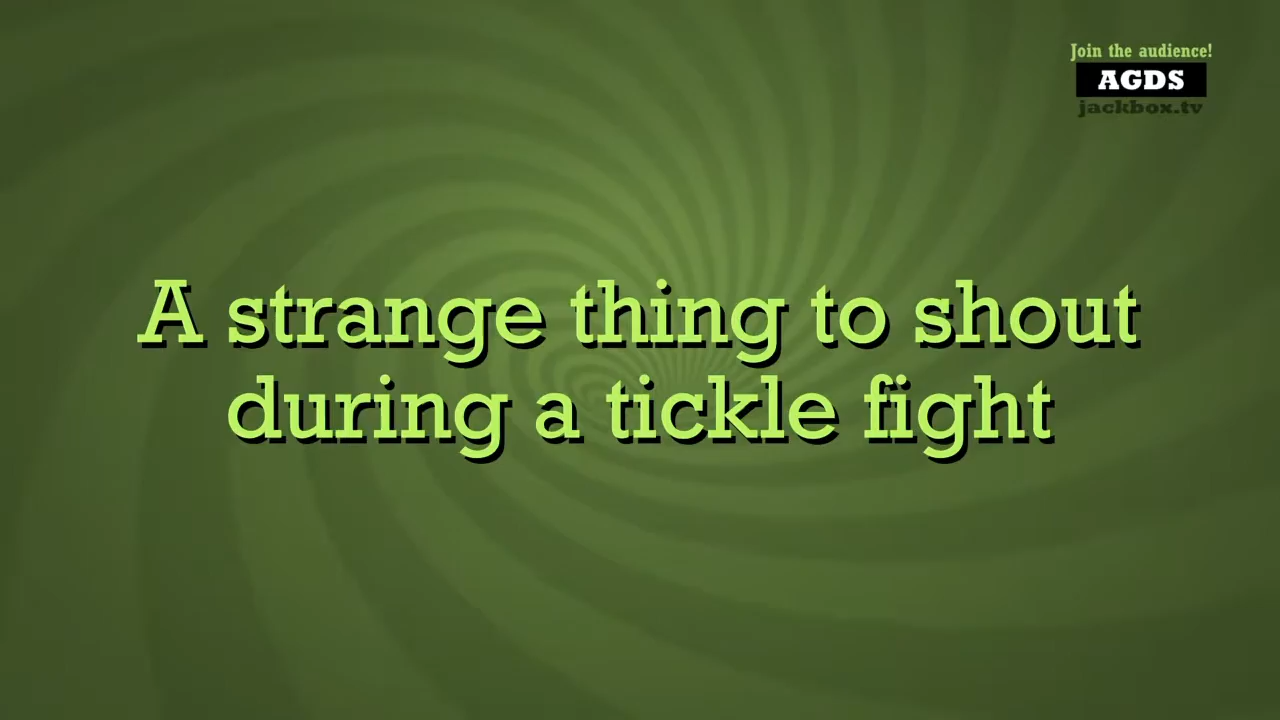 Join the audience!
AGDS
jackbox.tv
A strange thing to shout
during a tickle fight